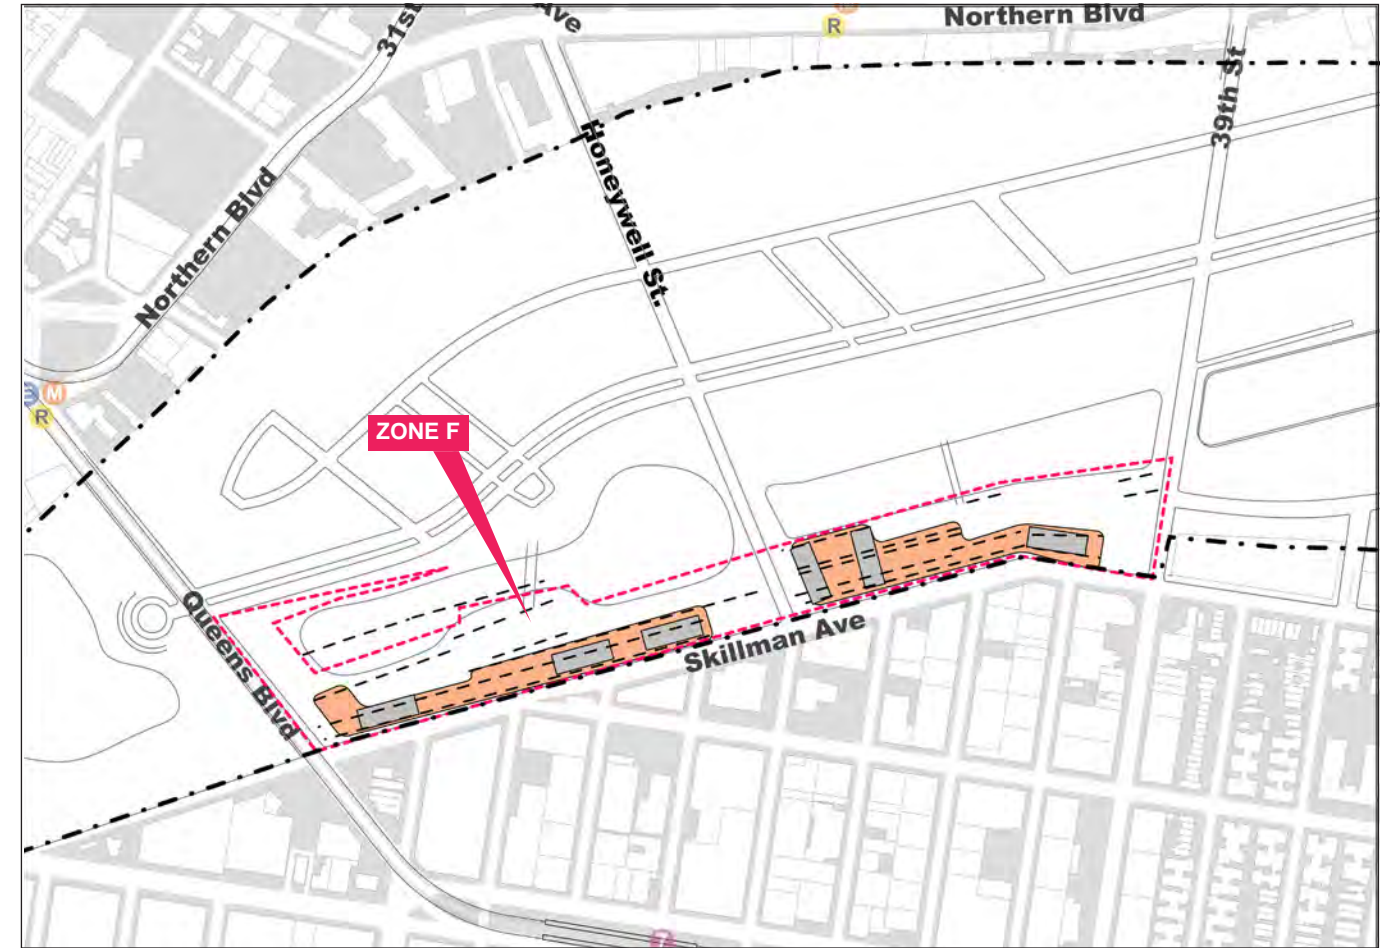 Ave
Northern Blvd
R
31st
39th St
Honeywell St.
Northern Blvd
M
R
ZONE F
Queens Blvd
Skillman Ave